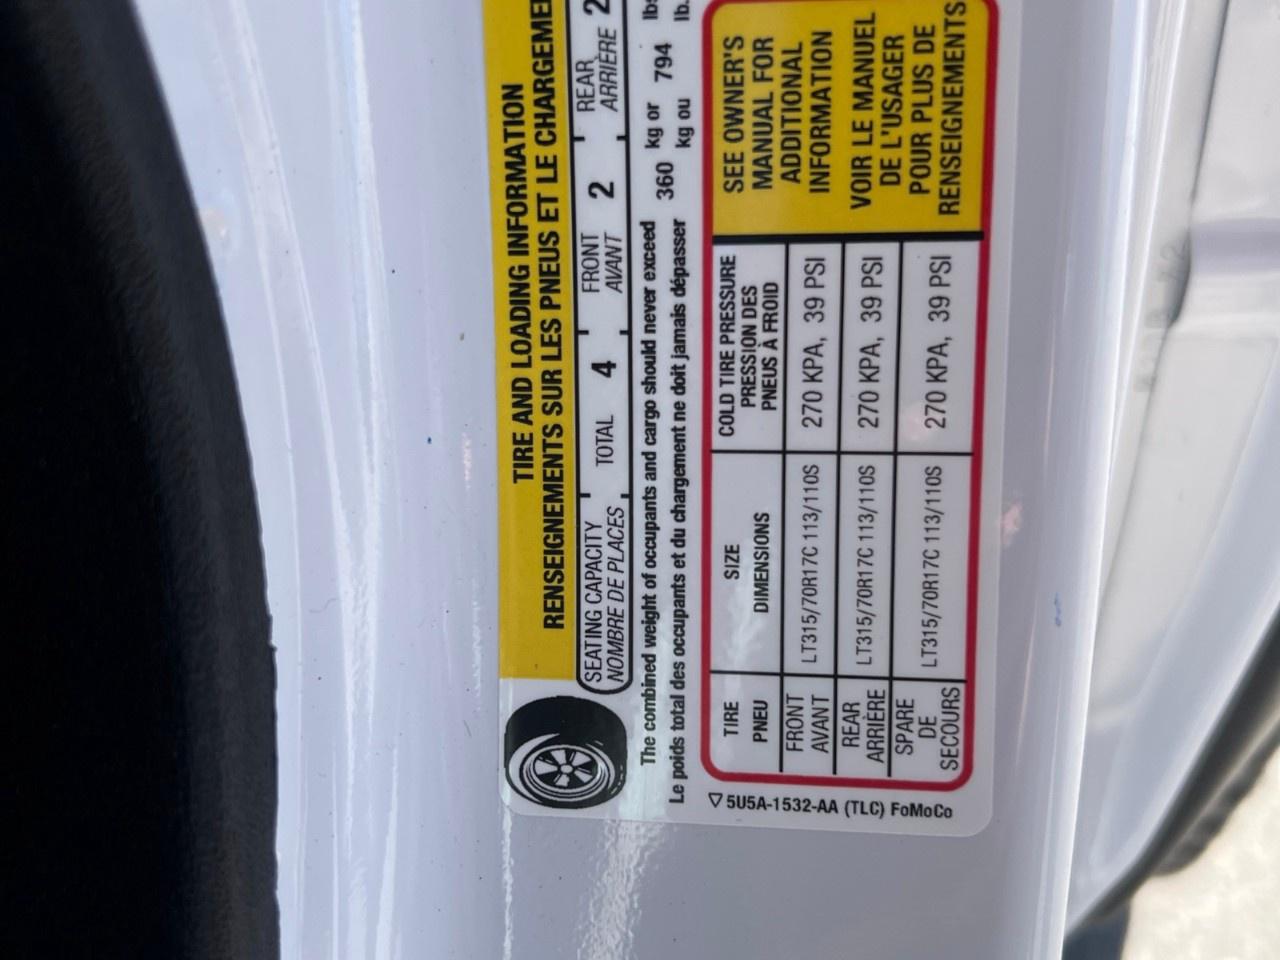 TIRE AND LOADING INFORMATION
RENSEIGNEMENTS SUR LES PNEUS ET LE CHARGEME
SEATING CAPACITY TOTAL 4 FRONT 2 REAR 2
NOMBRE DE PLACES AVANT ARRIÈRE
The combined weight of occupants and cargo should never exceed 360 kg or 794 lbs
Le poids total des occupants et du chargement ne doit jamais dépasser kg ou lb.
TIRE SIZE COLD TIRE PRESSURE
PNEU DIMENSIONS PRESSION DES
PNEUS À FROID
FRONT LT315/70R17C 113/110S 270 KPA, 39 PSI
AVANT
REAR LT315/70R17C 113/110S 270 KPA, 39 PSI
ARRIÈRE
SPARE LT315/70R17C 113/110S 270 KPA, 39 PSI
DE
SECOURS
SEE OWNER'S
MANUAL FOR
ADDITIONAL
INFORMATION
VOIR LE MANUEL
DE L'USAGER
POUR PLUS DE
RENSEIGNEMENTS
5U5A-1532-AA (TLC) FoMoCo